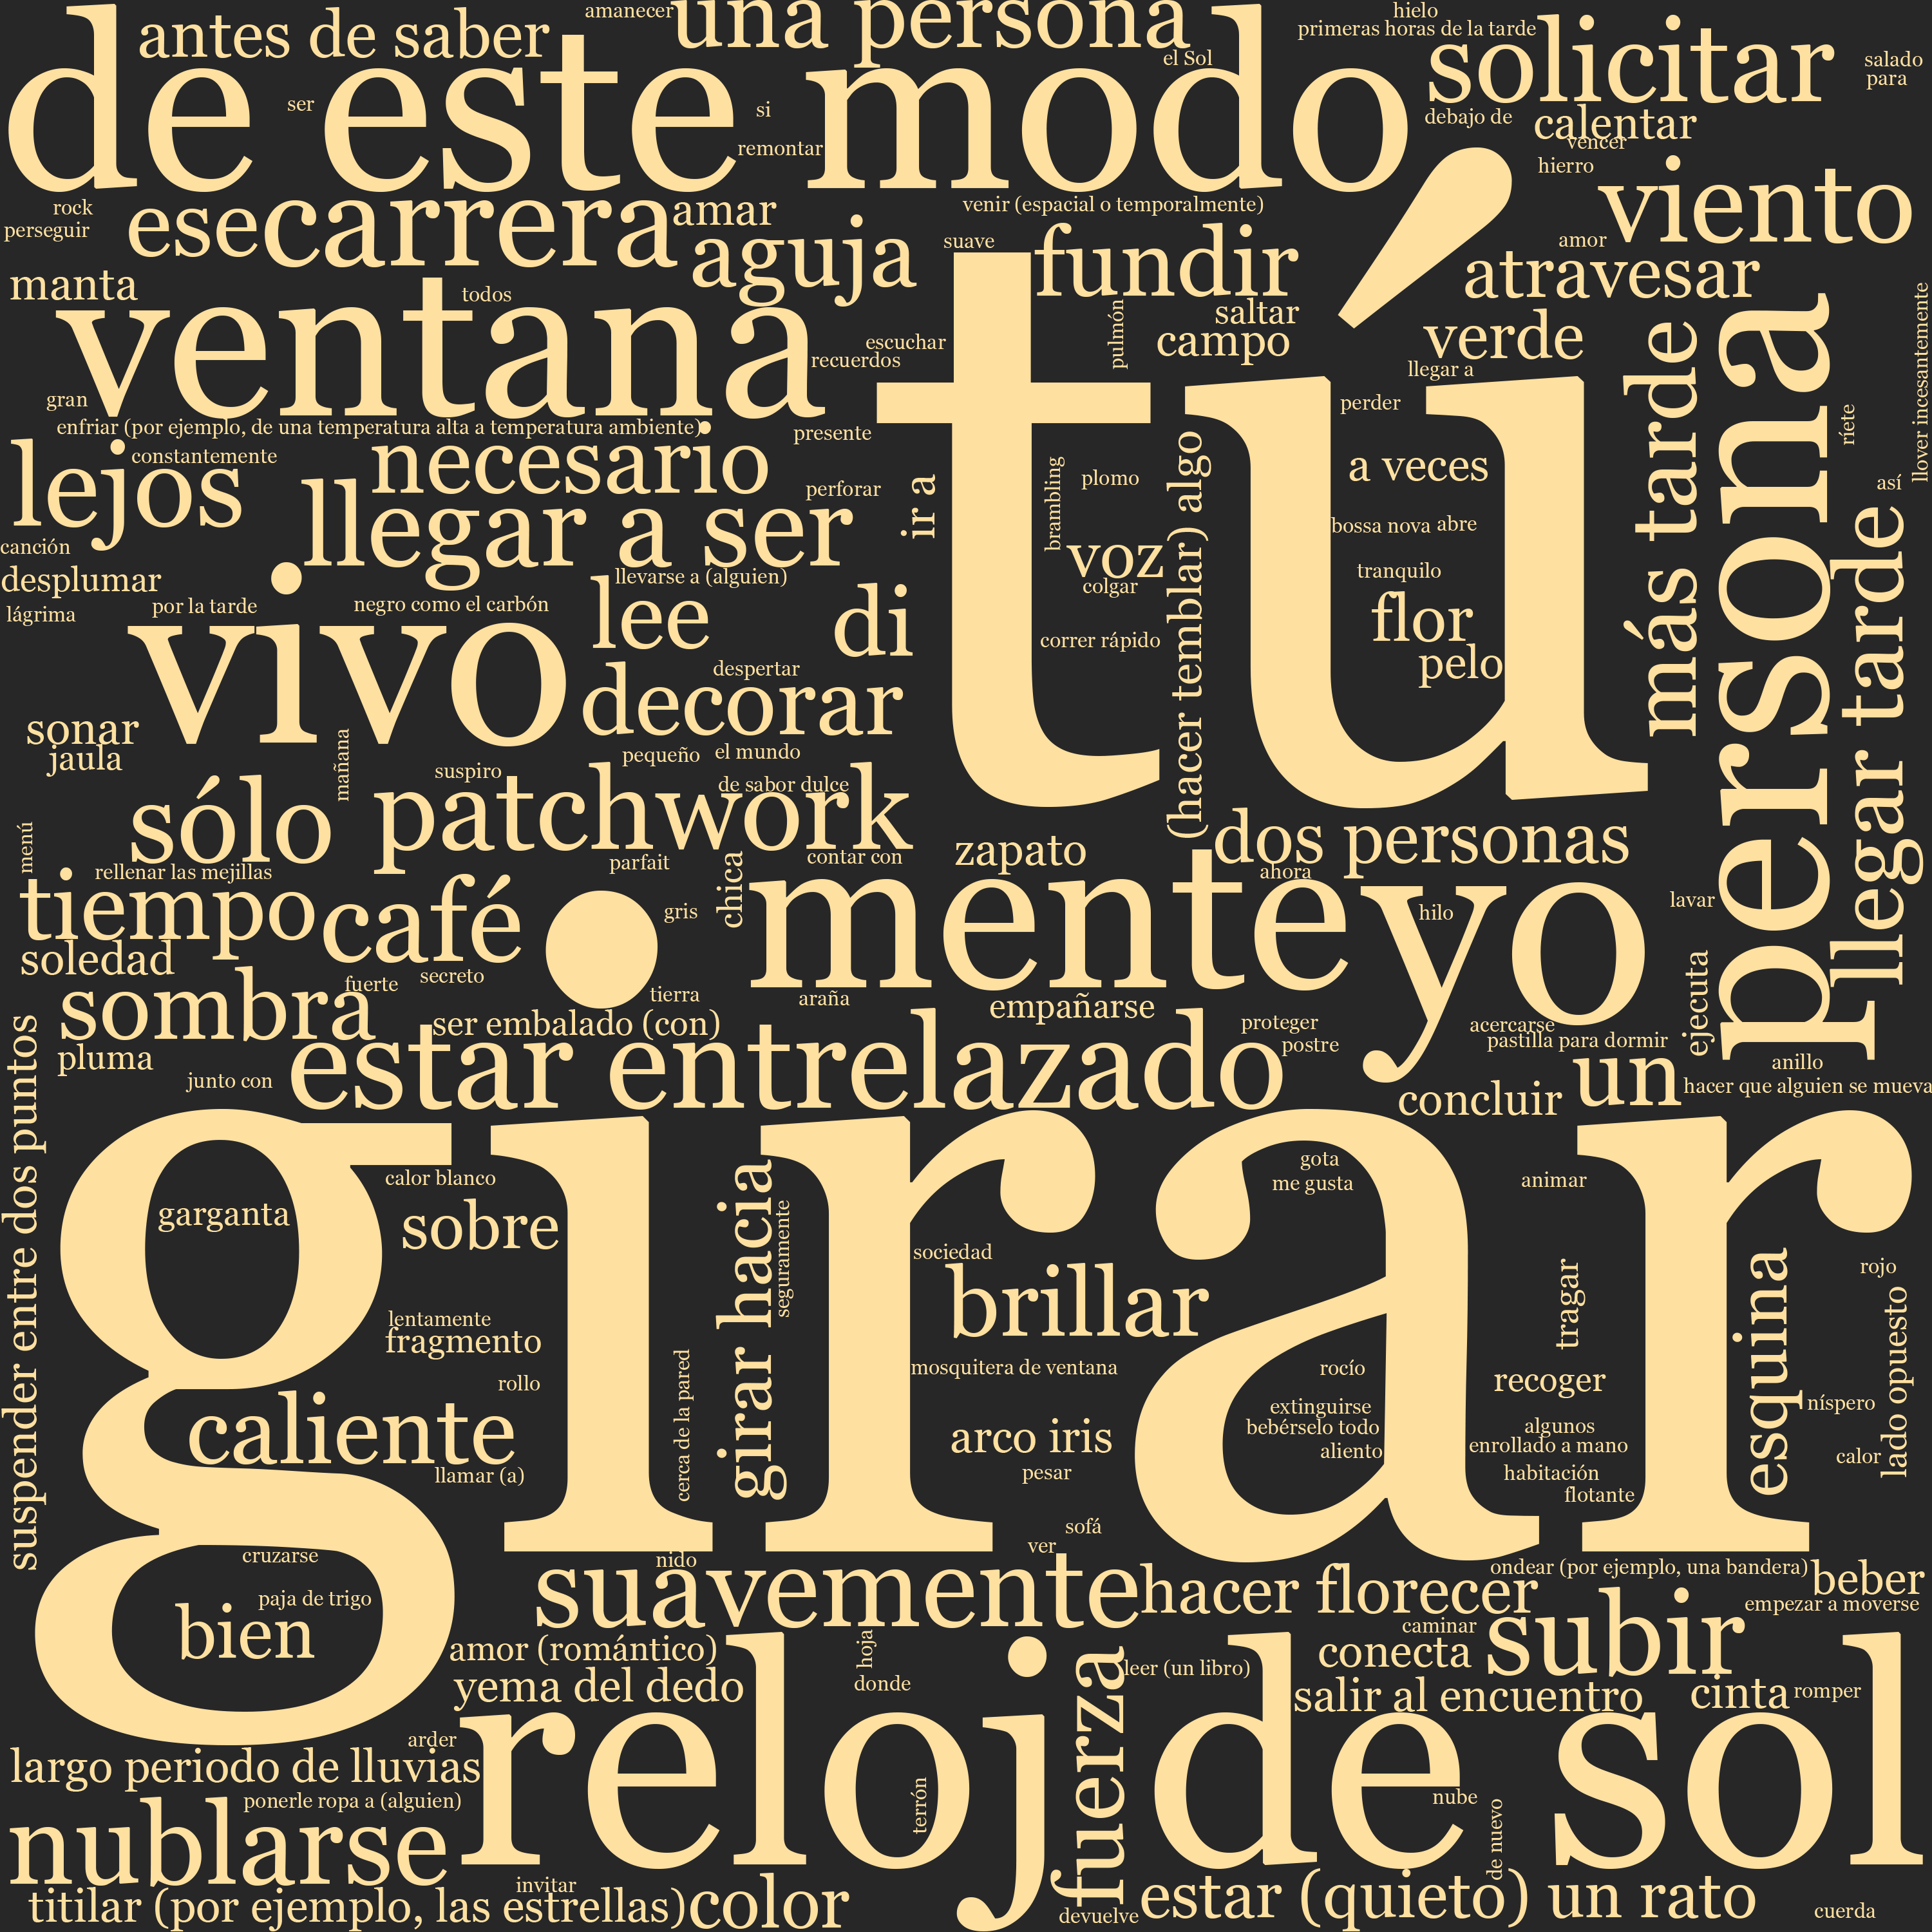 amanecer
una persona
hielo
antes de saber
primeras horas de la tarde
solicitar
el Sol
salado
para
de este modo
ser
si
debajo de
calentar
remontar
vencer
hierro
rock
perseguir
ese
carrera
amar
venir (espacial o temporalmente)
viento
aguja
suave
fundir
amor
atravesar
manta
todos
ventana
tú
pulmón
saltar
campo
verde
más tarde
persona
llover incesantemente
escuchar
recuerdos
llegar a
gran
perder
ríete
enfriar (por ejemplo, de una temperatura alta a temperatura ambiente)
presente
lejos
constantemente
necesario
a veces
perforar
ir a
brambling
plomo
(hacer temblar) algo
así
llegar a ser
bossa nova
abre
llegar tarde
canción
voz
desplumar
llevarse a (alguien)
colgar
tranquilo
lágrima
por la tarde
negro como el carbón
lee
di
flor
vivo
correr rápido
pelo
despertar
decorar
sonar
jaula
mañana
pequeño
el mundo
suspiro
patchwork
de sabor dulce
sólo
menú
dos personas
rellenar las mejillas
parfait
chica
contar con
zapato
ahora
tiempo
café
gris
mente
yo
hilo
lavar
soledad
fuerte
secreto
sombra
tierra
araña
empañarse
ejecuta
ser embalado (con)
proteger
acercarse
postre
pastilla para dormir
pluma
junto con
estar entrelazado
un
anillo
concluir
hacer que alguien se mueva
suspender entre dos puntos
girar
calor blanco
garganta
sobre
girar hacia
seguramente
gota
me gusta
animar
sociedad
brillar
tragar
esquina
rojo
lado opuesto
lentamente
fragmento
cerca de la pared
mosquitera de ventana
rocío
rollo
recoger
extinguirse
níspero
caliente
bebérselo todo
algunos
arco iris
aliento
enrollado a mano
llamar (a)
pesar
habitación
calor
flotante
sofá
cruzarse
nido
ver
ondear (por ejemplo, una bandera)
suavemente
hacer florecer
beber
paja de trigo
empezar a moverse
bien
amor (romántico)
hoja
fuerza
caminar
conecta
subir
yema del dedo
donde
leer (un libro)
salir al encuentro
cinta
romper
reloj de sol
arder
largo periodo de lluvias
terrón
ponerle ropa a (alguien)
nube
de nuevo
nublarse
invitar
titilar (por ejemplo, las estrellas)
color
devuelve
estar (quieto) un rato
cuerda